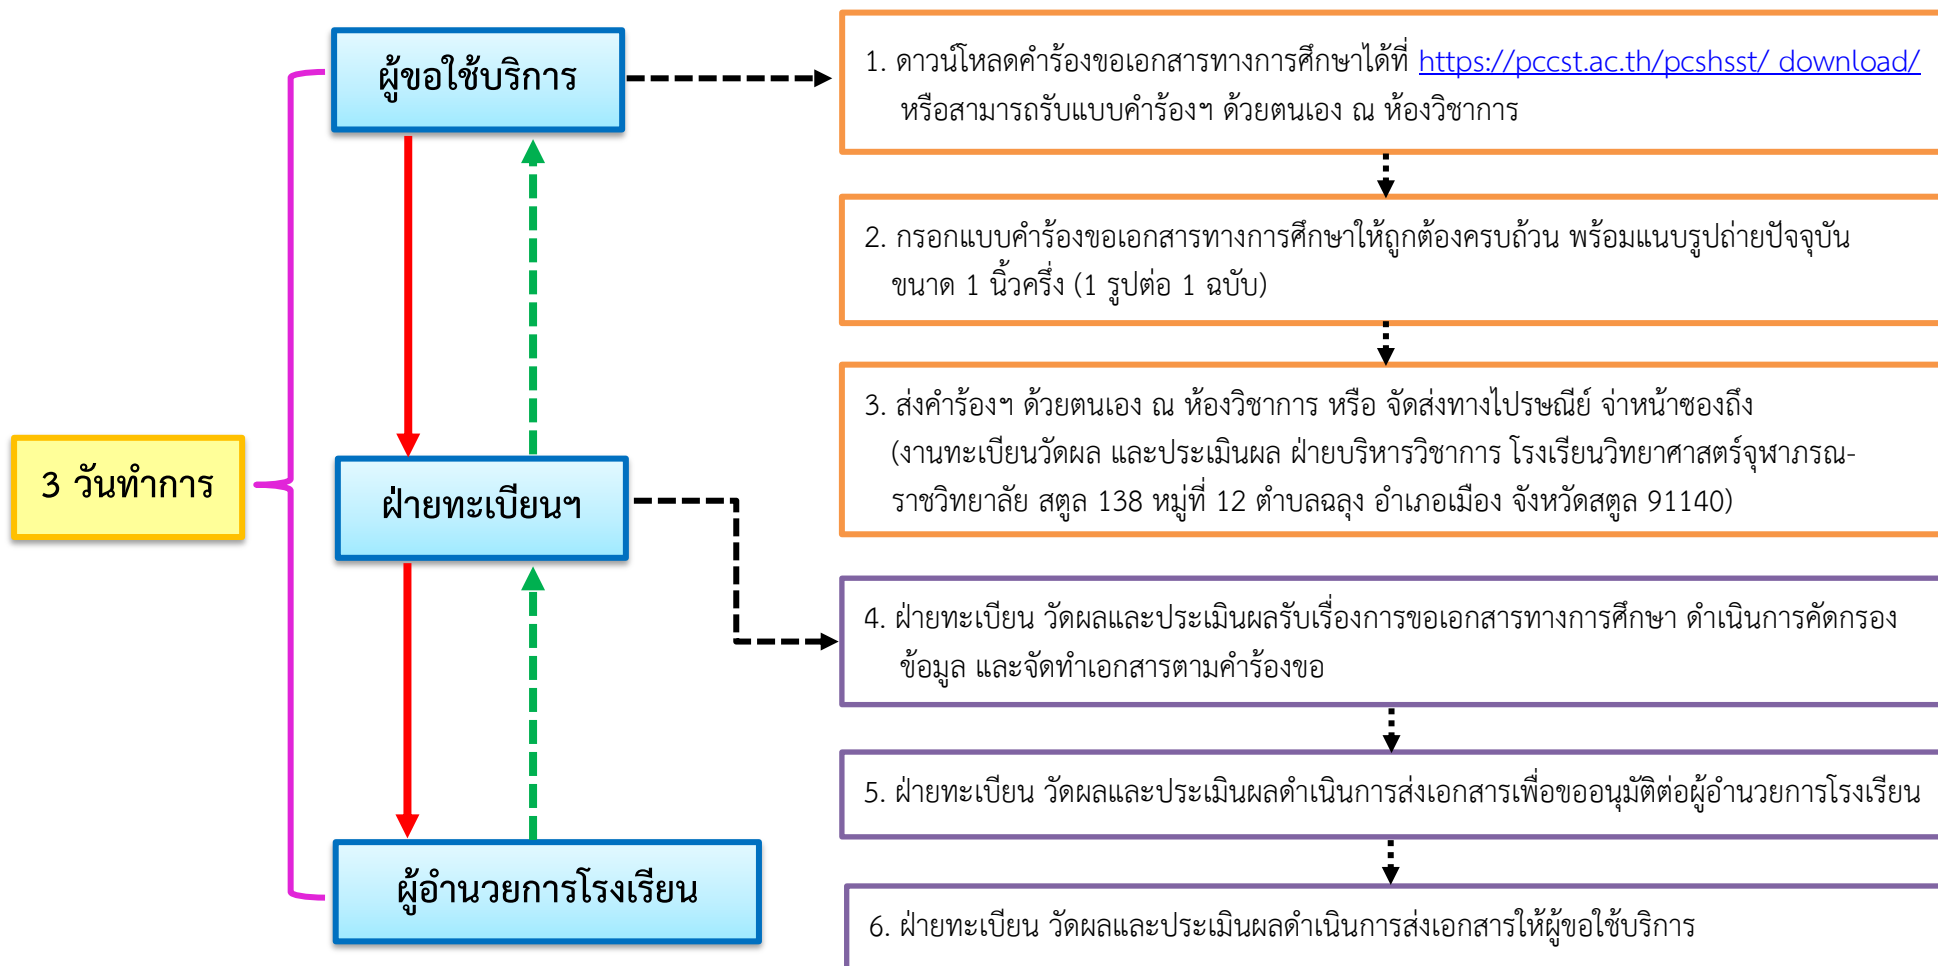 ผู้ขอใช้บริการ
1. ดาวน์โหลดคำร้องขอเอกสารทางการศึกษาได้ที่ https://pccst.ac.th/pcshsst/ download/
หรือสามารถรับแบบคำร้องฯ ด้วยตนเอง ณ ห้องวิชาการ
2. กรอกแบบคำร้องขอเอกสารทางการศึกษาให้ถูกต้องครบถ้วน พร้อมแนบรูปถ่ายปัจจุบัน
ขนาด 1 นิ้วครึ่ง (1 รูปต่อ 1 ฉบับ)
3. ส่งคำร้องฯ ด้วยตนเอง ณ ห้องวิชาการ หรือ จัดส่งทางไปรษณีย์ จ่าหน้าซองถึง
(งานทะเบียนวัดผล และประเมินผล ฝ่ายบริหารวิชาการ โรงเรียนวิทยาศาสตร์จุฬาภรณ-
ราชวิทยาลัย สตูล 138 หมู่ที่ 12 ตำบลฉลุง อำเภอเมือง จังหวัดสตูล 91140)
3 วันทำการ
ฝ่ายทะเบียนฯ
4. ฝ่ายทะเบียน วัดผลและประเมินผลรับเรื่องการขอเอกสารทางการศึกษา ดำเนินการคัดกรอง
ข้อมูล และจัดทำเอกสารตามคำร้องขอ
5. ฝ่ายทะเบียน วัดผลและประเมินผลดำเนินการส่งเอกสารเพื่อขออนุมัติต่อผู้อำนวยการโรงเรียน
ผู้อำนวยการโรงเรียน
6. ฝ่ายทะเบียน วัดผลและประเมินผลดำเนินการส่งเอกสารให้ผู้ขอใช้บริการ